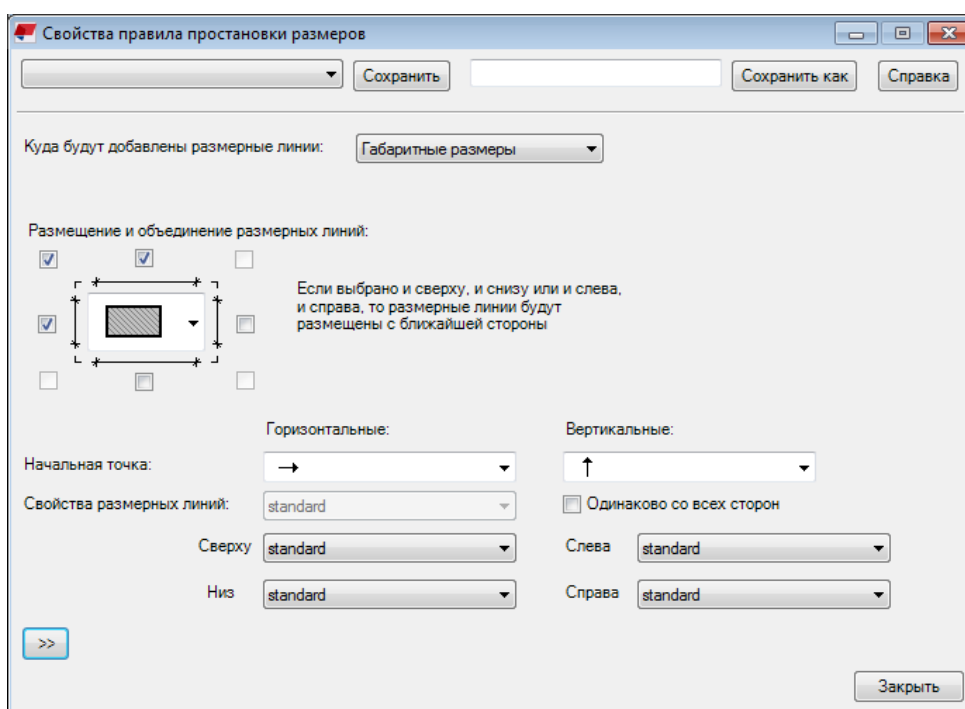 Свойства правила простановки размеров
Сохранить Сохранить как Справка
Куда будут добавлены размерные линии: Габаритные размеры
Размещение и объединение размерных линий:
Если выбрано и сверху, и снизу или и слева,
и справа, то размерные линии будут
размещены с ближайшей стороны
Горизонтальные: Вертикальные:
Начальная точка:
Свойства размерных линий: standard Одинаково со всех сторон
Сверху standard Слева standard
Низ standard Справа standard
>>
Закрыть